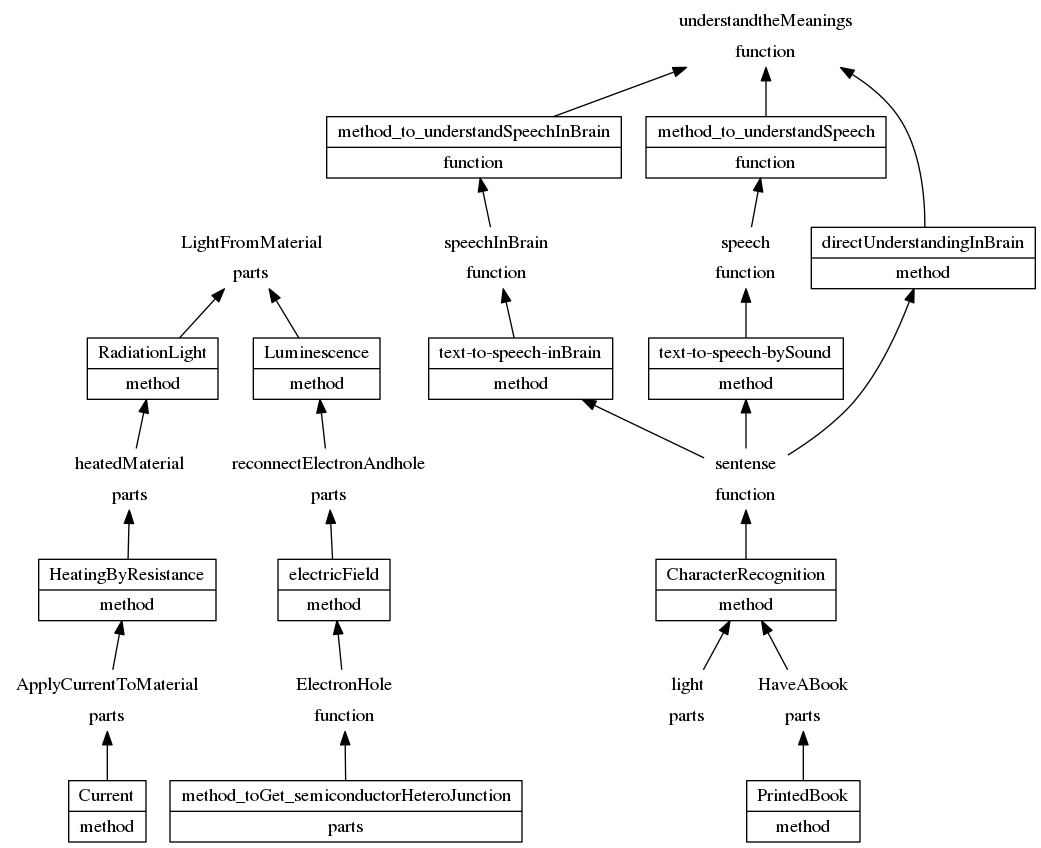 understandtheMeanings
function
method_to_understandSpeechInBrain
function
method_to_understandSpeech
function
LightFromMaterial
parts
speechInBrain
function
speech
function
directUnderstandingInBrain
method
RadiationLight
method
Luminescence
method
text-to-speech-inBrain
method
text-to-speech-bySound
method
heatedMaterial
parts
reconnectElectronAndhole
parts
sentense
function
HeatingByResistance
method
electricField
method
CharacterRecognition
method
ApplyCurrentToMaterial
parts
ElectronHole
function
light
parts
HaveABook
parts
Current
method
method_toGet_semiconductorHeteroJunction
parts
PrintedBook
method